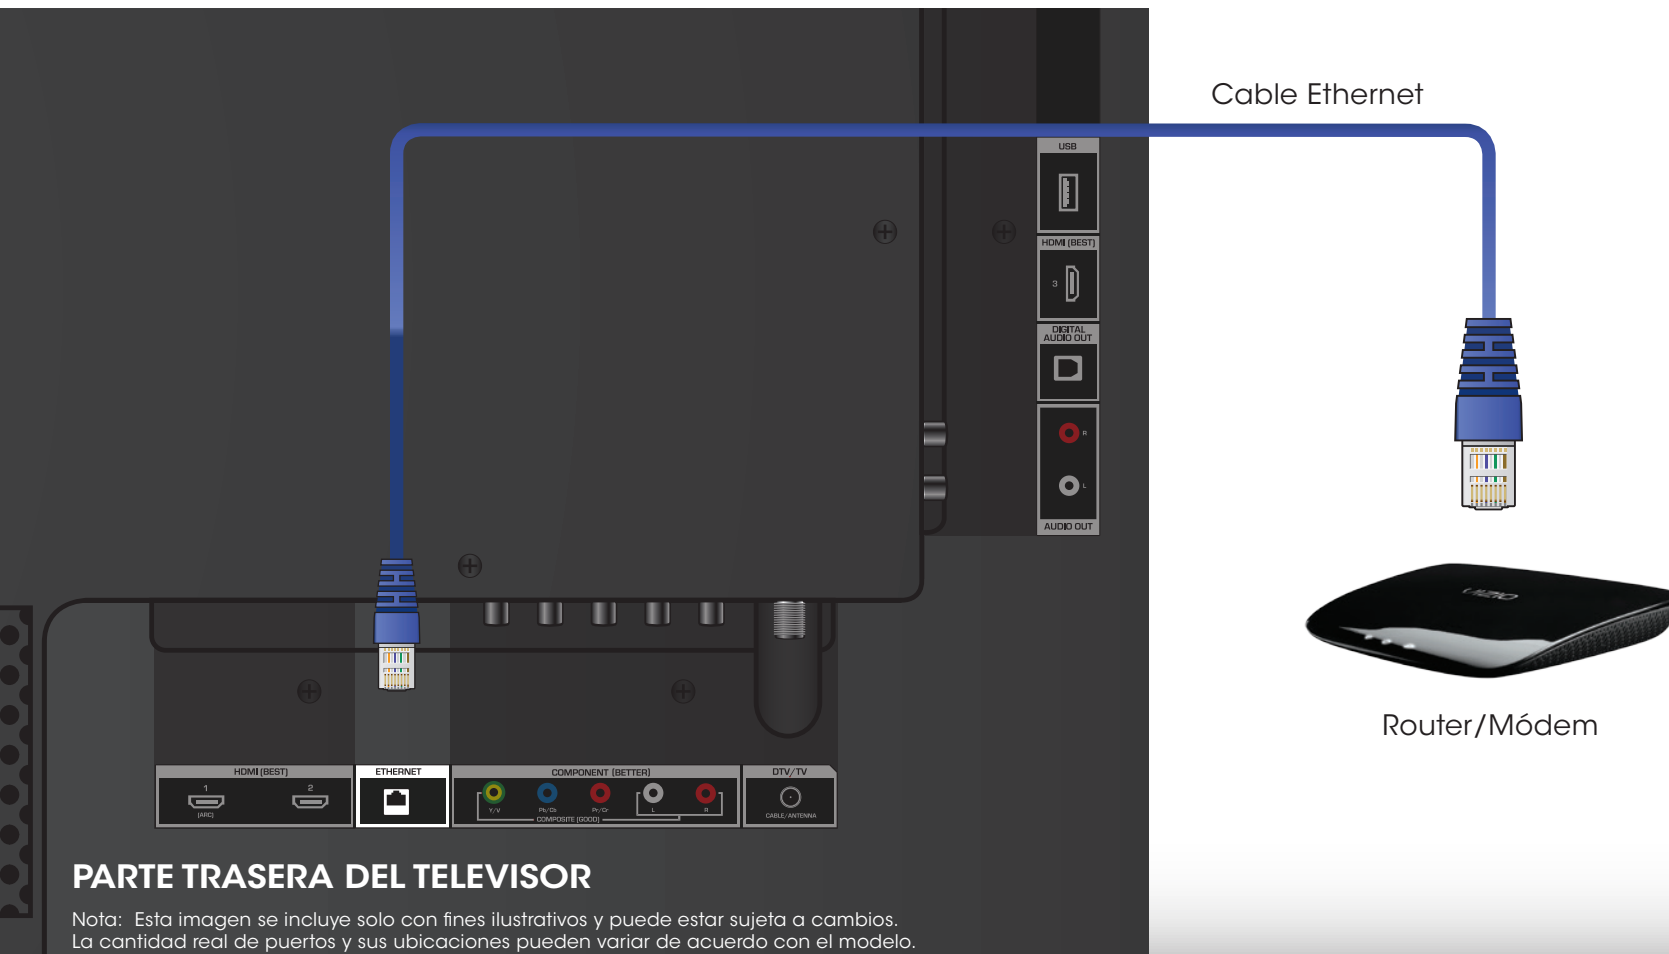 Cable Ethernet
USB
HDMI (BEST)
3
DIGITAL
AUDIO OUT
R
L
AUDIO OUT
VIZIO
Router/Módem
HDMI (BEST)
1
2
(ARC)
ETHERNET
COMPONENT (BETTER)
Y/V
Pb/Cb
Pr/Cr
L
R
COMPOSITE (GOOD)
DTV/TV
CABLE/ANTENNA
PARTE TRASERA DEL TELEVISOR
Nota: Esta imagen se incluye solo con fines ilustrativos y puede estar sujeta a cambios.
La cantidad real de puertos y sus ubicaciones pueden variar de acuerdo con el modelo.